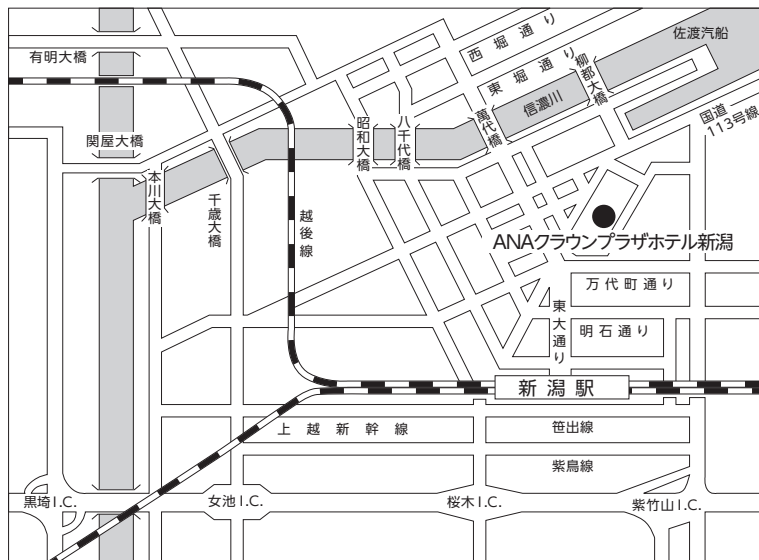 西堀通り
佐渡汽船
有明大橋
東堀通り
柳都大橋
信濃川
国道
113号線
昭和大橋
八千代橋
萬代橋
関屋大橋
本川大橋
千歳大橋
越後線
ANAクラウンプラザホテル新潟
万代町通り
東大通り
明石通り
新潟駅
上越新幹線
笹出線
紫鳥線
黒埼I.C.
女池I.C.
桜木I.C.
紫竹山I.C.